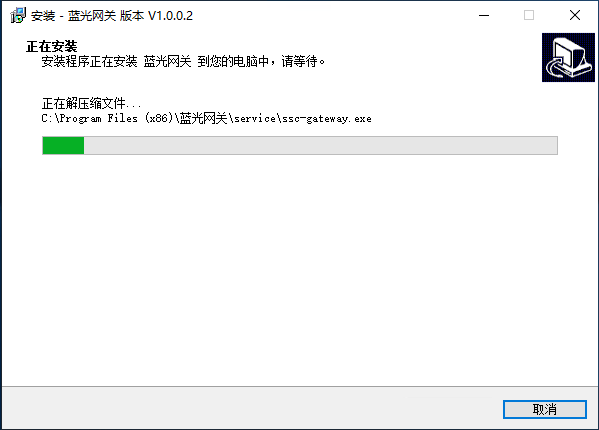 安装 - 蓝光网关 版本 V1.0.0.2
正在安装
安装程序正在安装 蓝光网关 到您的电脑中，请等待。
正在解压缩文件...
C:\Program Files (x86)\蓝光网关\service\ssc-gateway.exe
取消